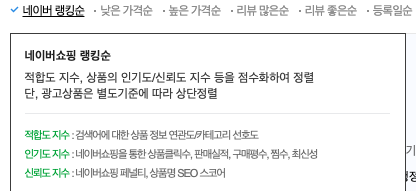 ✓ 네이버 랭킹순 · 낮은 가격순 · 높은 가격순 · 리뷰 많은순 · 리뷰 좋은순 · 등록일순
네이버쇼핑 랭킹순
적합도 지수, 상품의 인기도/신뢰도 지수 등을 점수화하여 정렬
단, 광고상품은 별도기준에 따라 상단정렬
적합도 지수 : 검색어에 대한 상품 정보 연관도/카테고리 선호도
인기도 지수 : 네이버쇼핑을 통한 상품클릭수, 판매실적, 구매평수, 찜수, 최신성
신뢰도 지수 : 네이버쇼핑 페널티, 상품명 SEO 스코어